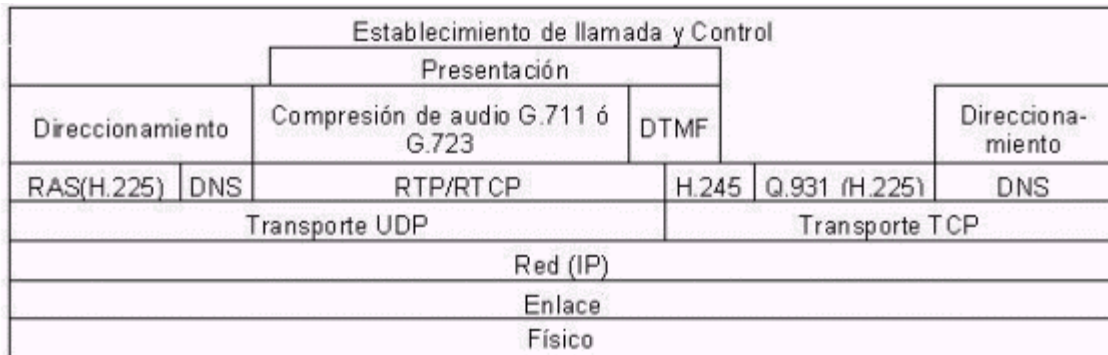 Establecimiento de llamada y Control
Presentación
Direccionamiento
Compresión de audio G.711 ó
G.723
DTMF
Direcciona-
miento
RAS(H.225)
DNS
RTP/RTCP
H.245
Q.931 (H.225)
DNS
Transporte UDP
Transporte TCP
Red (IP)
Enlace
Físico